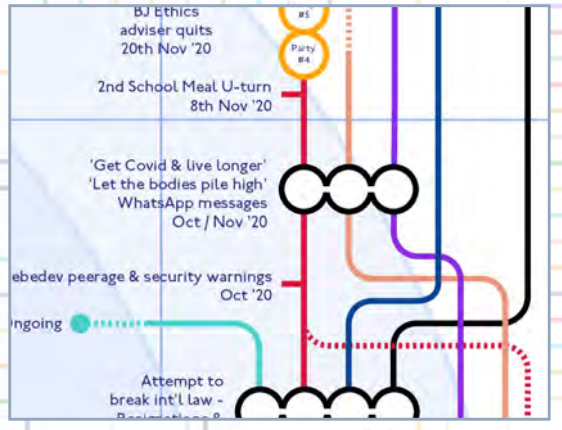 BJ Ethics
adviser quits
20th Nov '20
#5
Party
#4
2nd School Meal U-turn
8th Nov '20
'Get Covid & live longer'
'Let the bodies pile high'
WhatsApp messages
Oct / Nov '20
ebedev peerage & security warnings
Oct '20
ngoing
Attempt to
break int'l law -